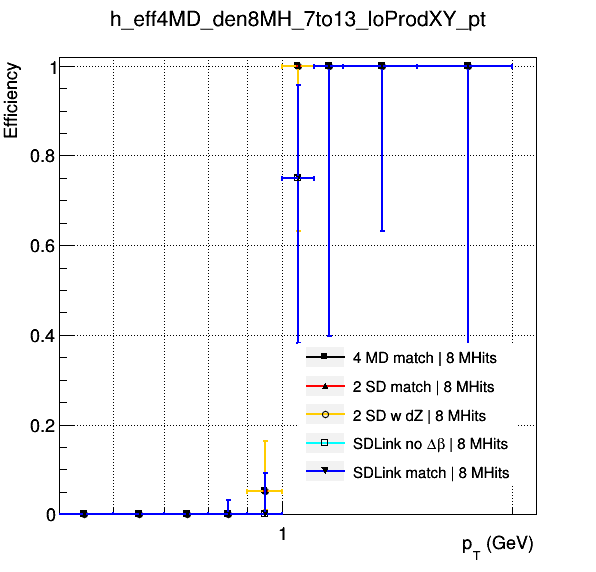 h_eff4MD_den8MH_7to13_loProdXY_pt
Efficiency
1
0.8
0.6
0.4
0.2
0
4 MD match | 8 MHits
2 SD match | 8 MHits
2 SD w dZ | 8 MHits
SDLink no Δβ | 8 MHits
SDLink match | 8 MHits
1
p_T (GeV)